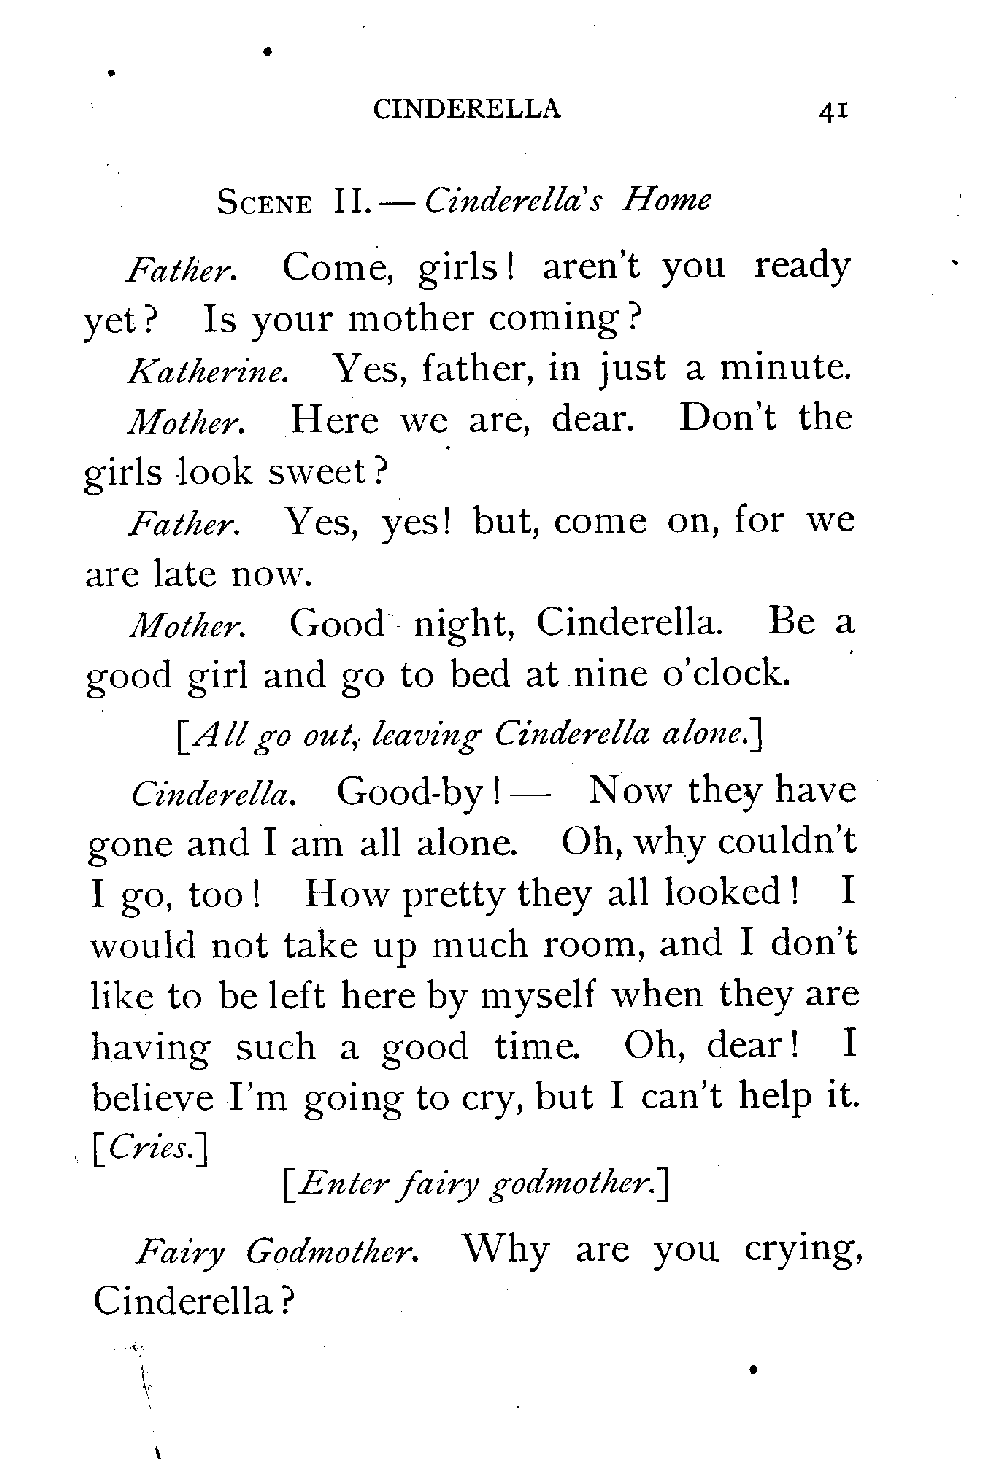 CINDERELLA 41
SCENE II.— Cinderella's Home
Father. Come, girls! aren't you ready
yet? Is your mother coming?
Katherine. Yes, father, in just a minute.
Mother. Here we are, dear. Don't the
girls look sweet?
Father. Yes, yes! but, come on, for we
are late now.
Mother. Good night, Cinderella. Be a
good girl and go to bed at nine o'clock.
[All go out, leaving Cinderella alone.]
Cinderella. Good-by!— Now they have
gone and I am all alone. Oh, why couldn't
I go, too! How pretty they all looked! I
would not take up much room, and I don't
like to be left here by myself when they are
having such a good time. Oh, dear! I
believe I'm going to cry, but I can't help it.
[Cries.]
[Enter fairy godmother.]
Fairy Godmother. Why are you crying,
Cinderella?